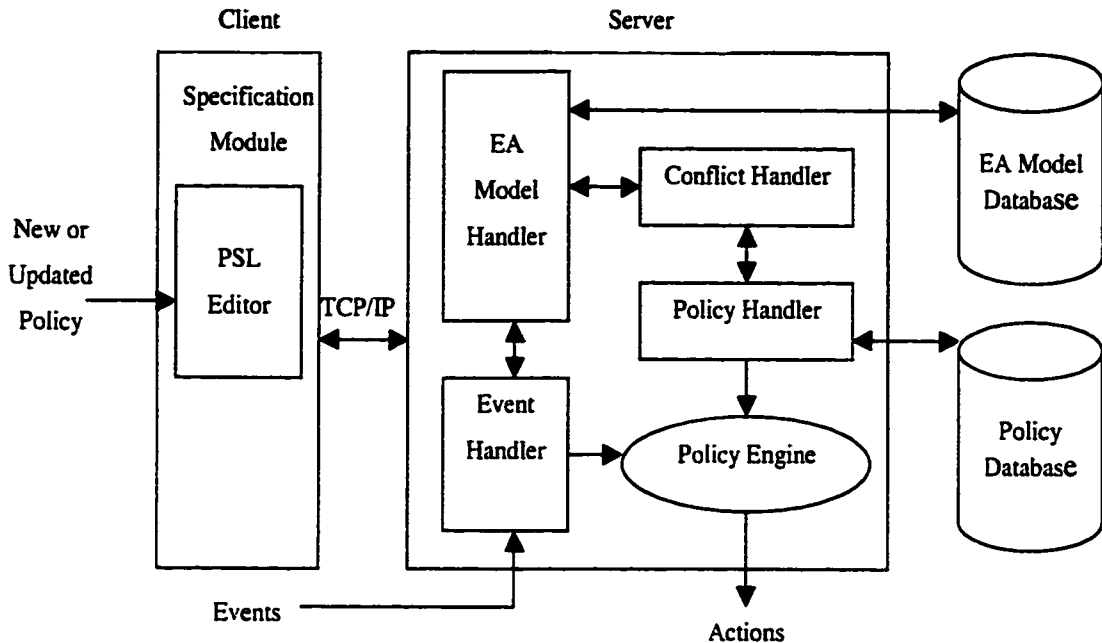 Client
Server
Specification
Module
EA
Model
Handler
Conflict Handler
EA Model
Database
New or
Updated
Policy
PSL
Editor
TCP/IP
Policy Handler
Event
Handler
Policy Engine
Policy
Database
Events
Actions